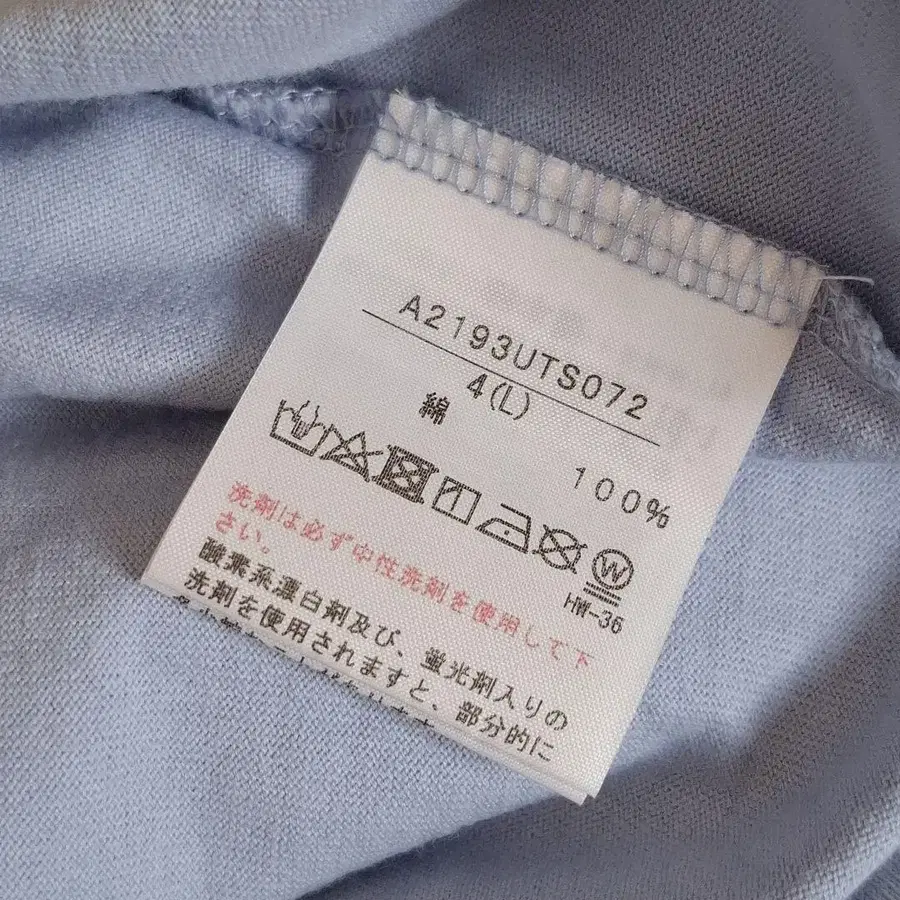 A2193UTS072
4(L)
綿 100%
HW-36
洗剤は必ず中性洗剤を使用して下
さい。
酸素系漂白剤及び、蛍光剤入りの
洗剤を使用されますと、部分的に